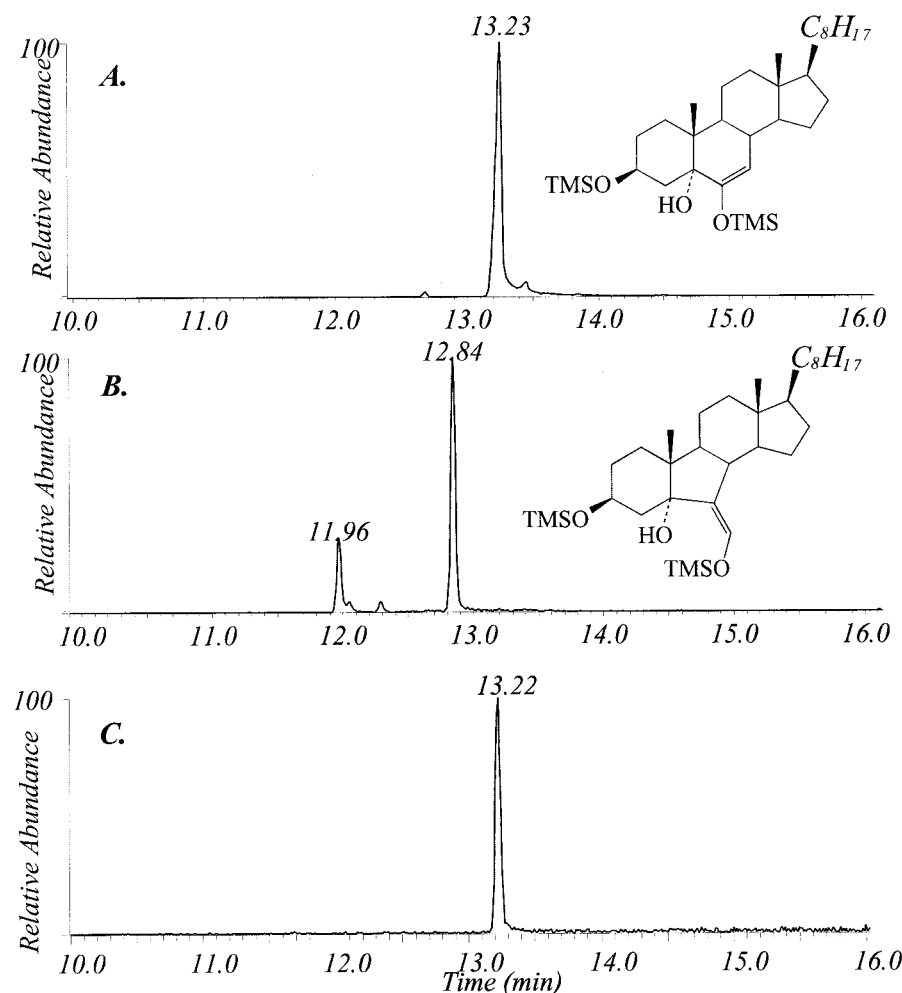 13.23
C8H17
100
A.
Relative Abundance
TMSO
HO
OTMS
10.0 11.0 12.0 13.0 14.0 15.0 16.0
12.84
C8H17
100
B.
Relative Abundance
11.96
TMSO
HO
TMSO
10.0 11.0 12.0 13.0 14.0 15.0 16.0
13.22
100
C.
Relative Abundance
10.0 11.0 12.0 13.0 14.0 15.0 16.0
Time (min)